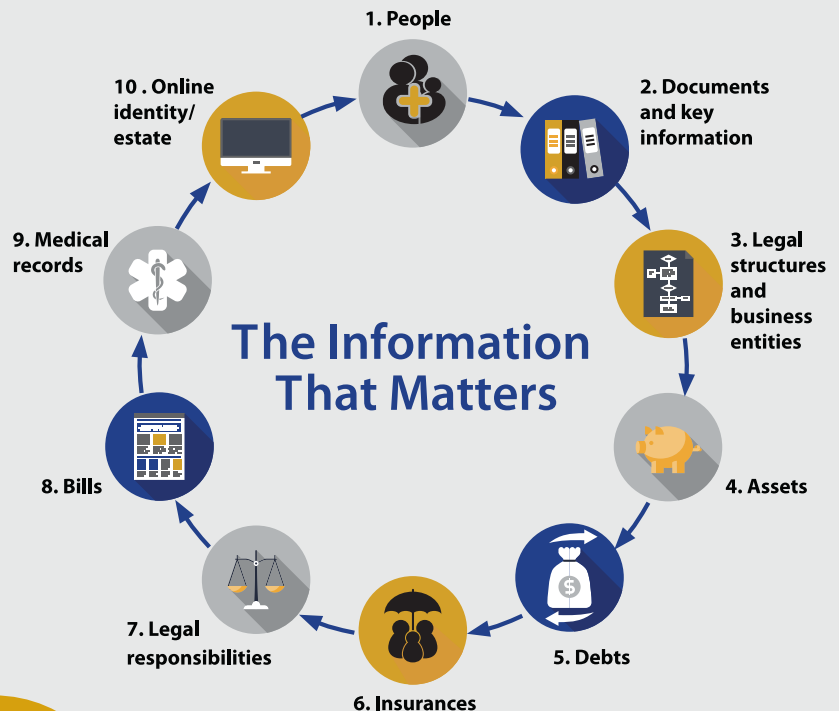 1. People
2. Documents
and key
information
3. Legal
structures
and
business
entities
4. Assets
5. Debts
6. Insurances
7. Legal
responsibilities
8. Bills
9. Medical
records
10 . Online
identity/
estate
The Information
That Matters
$